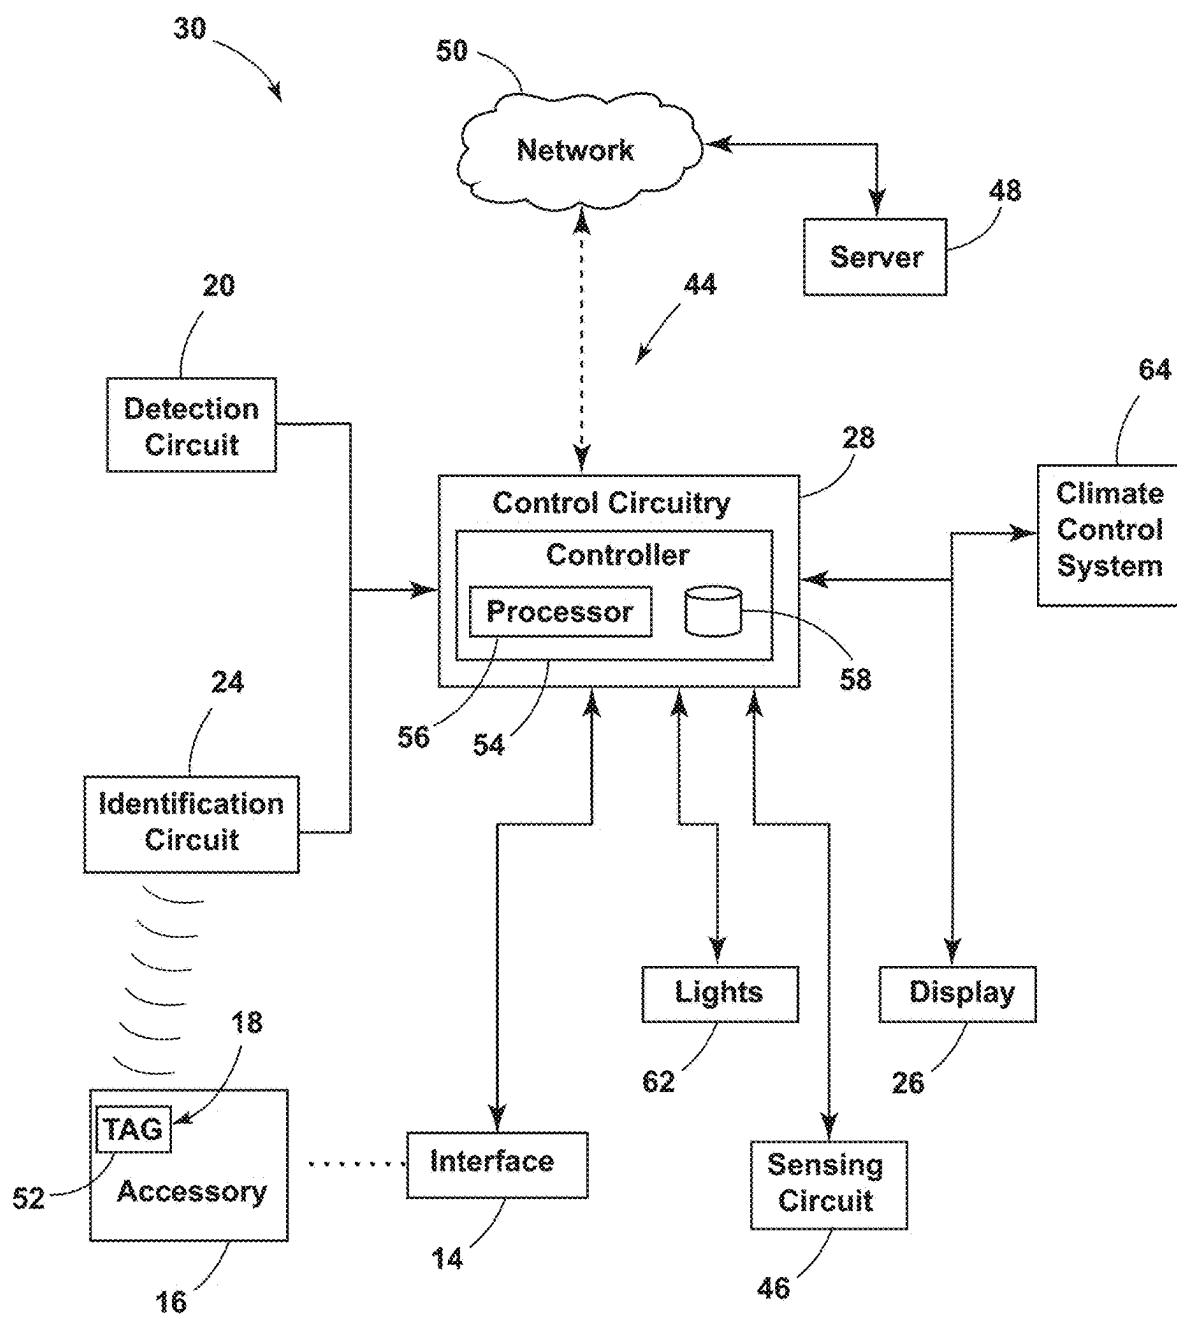 30
50
Network
48
Server
20
44
64
Detection
Circuit
28
Climate
Control
System
Control Circuitry
Controller
Processor
58
24
56
54
Identification
Circuit
Lights
Display
18
62
26
TAG
52
Accessory
Interface
Sensing
Circuit
14
46
16